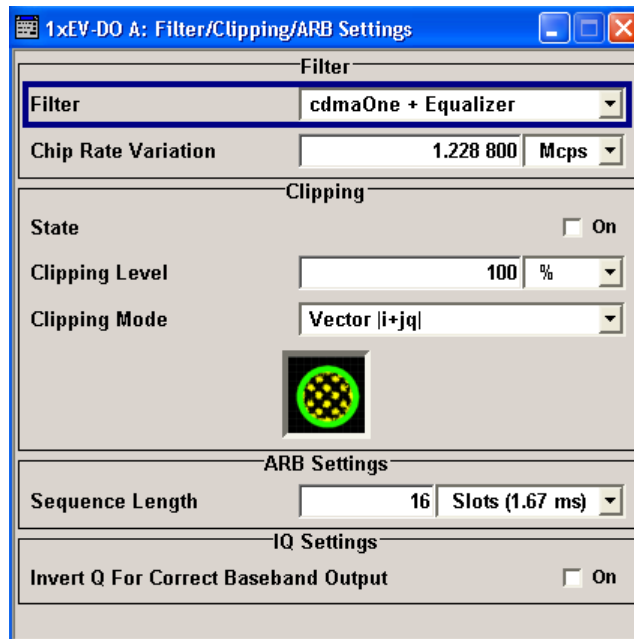 1xEV-DO A: Filter/Clipping/ARB Settings
Filter
Filter cdmaOne + Equalizer
Chip Rate Variation 1.228 800 Mcps
Clipping
State On
Clipping Level 100 %
Clipping Mode Vector |i+jq|
ARB Settings
Sequence Length 16 Slots (1.67 ms)
IQ Settings
Invert Q For Correct Baseband Output On